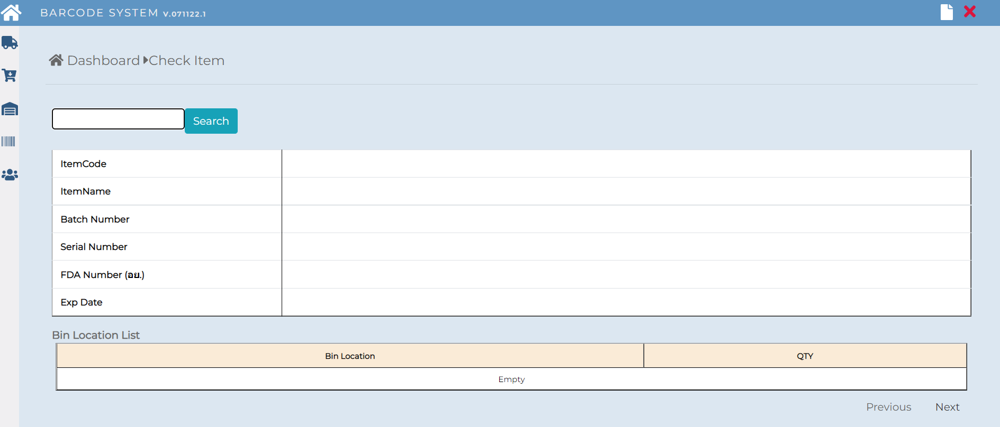 BARCODE SYSTEM V.071122.1
Dashboard Check Item
Search
ItemCode
ItemName
Batch Number
Serial Number
FDA Number (อย.)
Exp Date
Bin Location List
Bin Location QTY
Empty
Previous Next